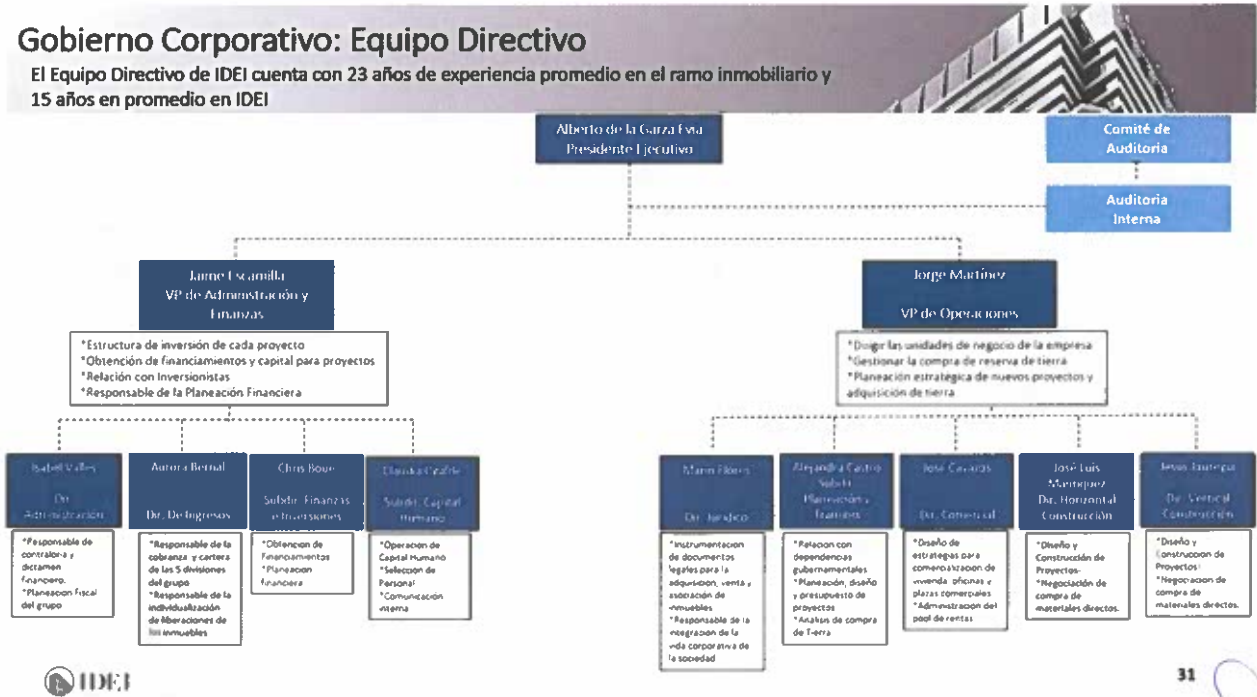 Gobierno Corporativo: Equipo Directivo
El Equipo Directivo de IDEI cuenta con 23 años de experiencia promedio en el ramo inmobiliario y
15 años en promedio en IDEI
Alberto de la Garza Evia
Presidente Ejecutivo
Comité de
Auditoria
Auditoria
Interna
Jaime Escamilla
VP de Administración y
Finanzas
*Estructura de inversión de cada proyecto
*Obtención de financiamientos y capital para proyectos
*Relación con Inversionistas
*Responsable de la Planeación Financiera
Jorge Martínez
VP de Operaciones
*Dirigir las unidades de negocio de la empresa
*Gestionar la compra de reserva de tierra
*Planeación estratégica de nuevos proyectos y
adquisición de tierra
Isabel Valles
Dir.
Administración
*Responsable de
contraloria y
dictamen
financiero.
*Planeacion Fiscal
del grupo
Aurora Bernal
Dir. De Ingresos
*Responsable de la
cobranza y cartera
de las 5 divisiones
del grupo
*Responsable de la
individualización
de liberaciones de
los inmuebles
Chris Boue
Subdir. Finanzas
e Inversiones
*Obtencion de
Financiamientos
*Planeacion
financiera
Claudia
Subdir. Capital
Humano
*Operacion de
Capital Humano
*Seleccion de
Personal
*Comunicación
interna
Mario Flores
Dir. Jurídico
*Instrumentacion
de documentos
legales para la
adquisicion, venta y
asociación de
inmuebles
*Responsable de la
integracion de la
vida corporativa de
la sociedad
Alejandra Castro
Subdir.
Planeación y
Tramites
*Relacion con
dependencias
gubernamentales
*Planeación, diseño
y presupuesto de
proyectos
*Analisis de compra
de Tierra
José Cavazos
Dir. Comercial
*Diseño de
estrategias para
comercializacion de
vivienda, oficinas y
plazas comerciales
*Administración del
pool de rentas
José Luis
Manriquez
Dir. Horizontal
Construcción
*Diseño y
Construcción de
Proyectos-
*Negociación de
compra de
materiales directos.
Jesus Jauregui
Dir. Vertical
Construcción
*Diseño y
Construccion de
Proyectos-
*Negociacion de
compra de
materiales directos.
IDEI
31